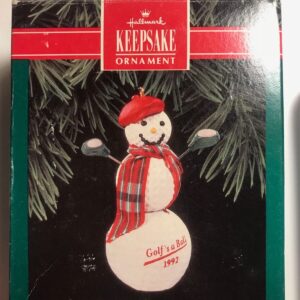 Hallmark
KEEPSAKE
ORNAMENT
Golf's a Ball
1992